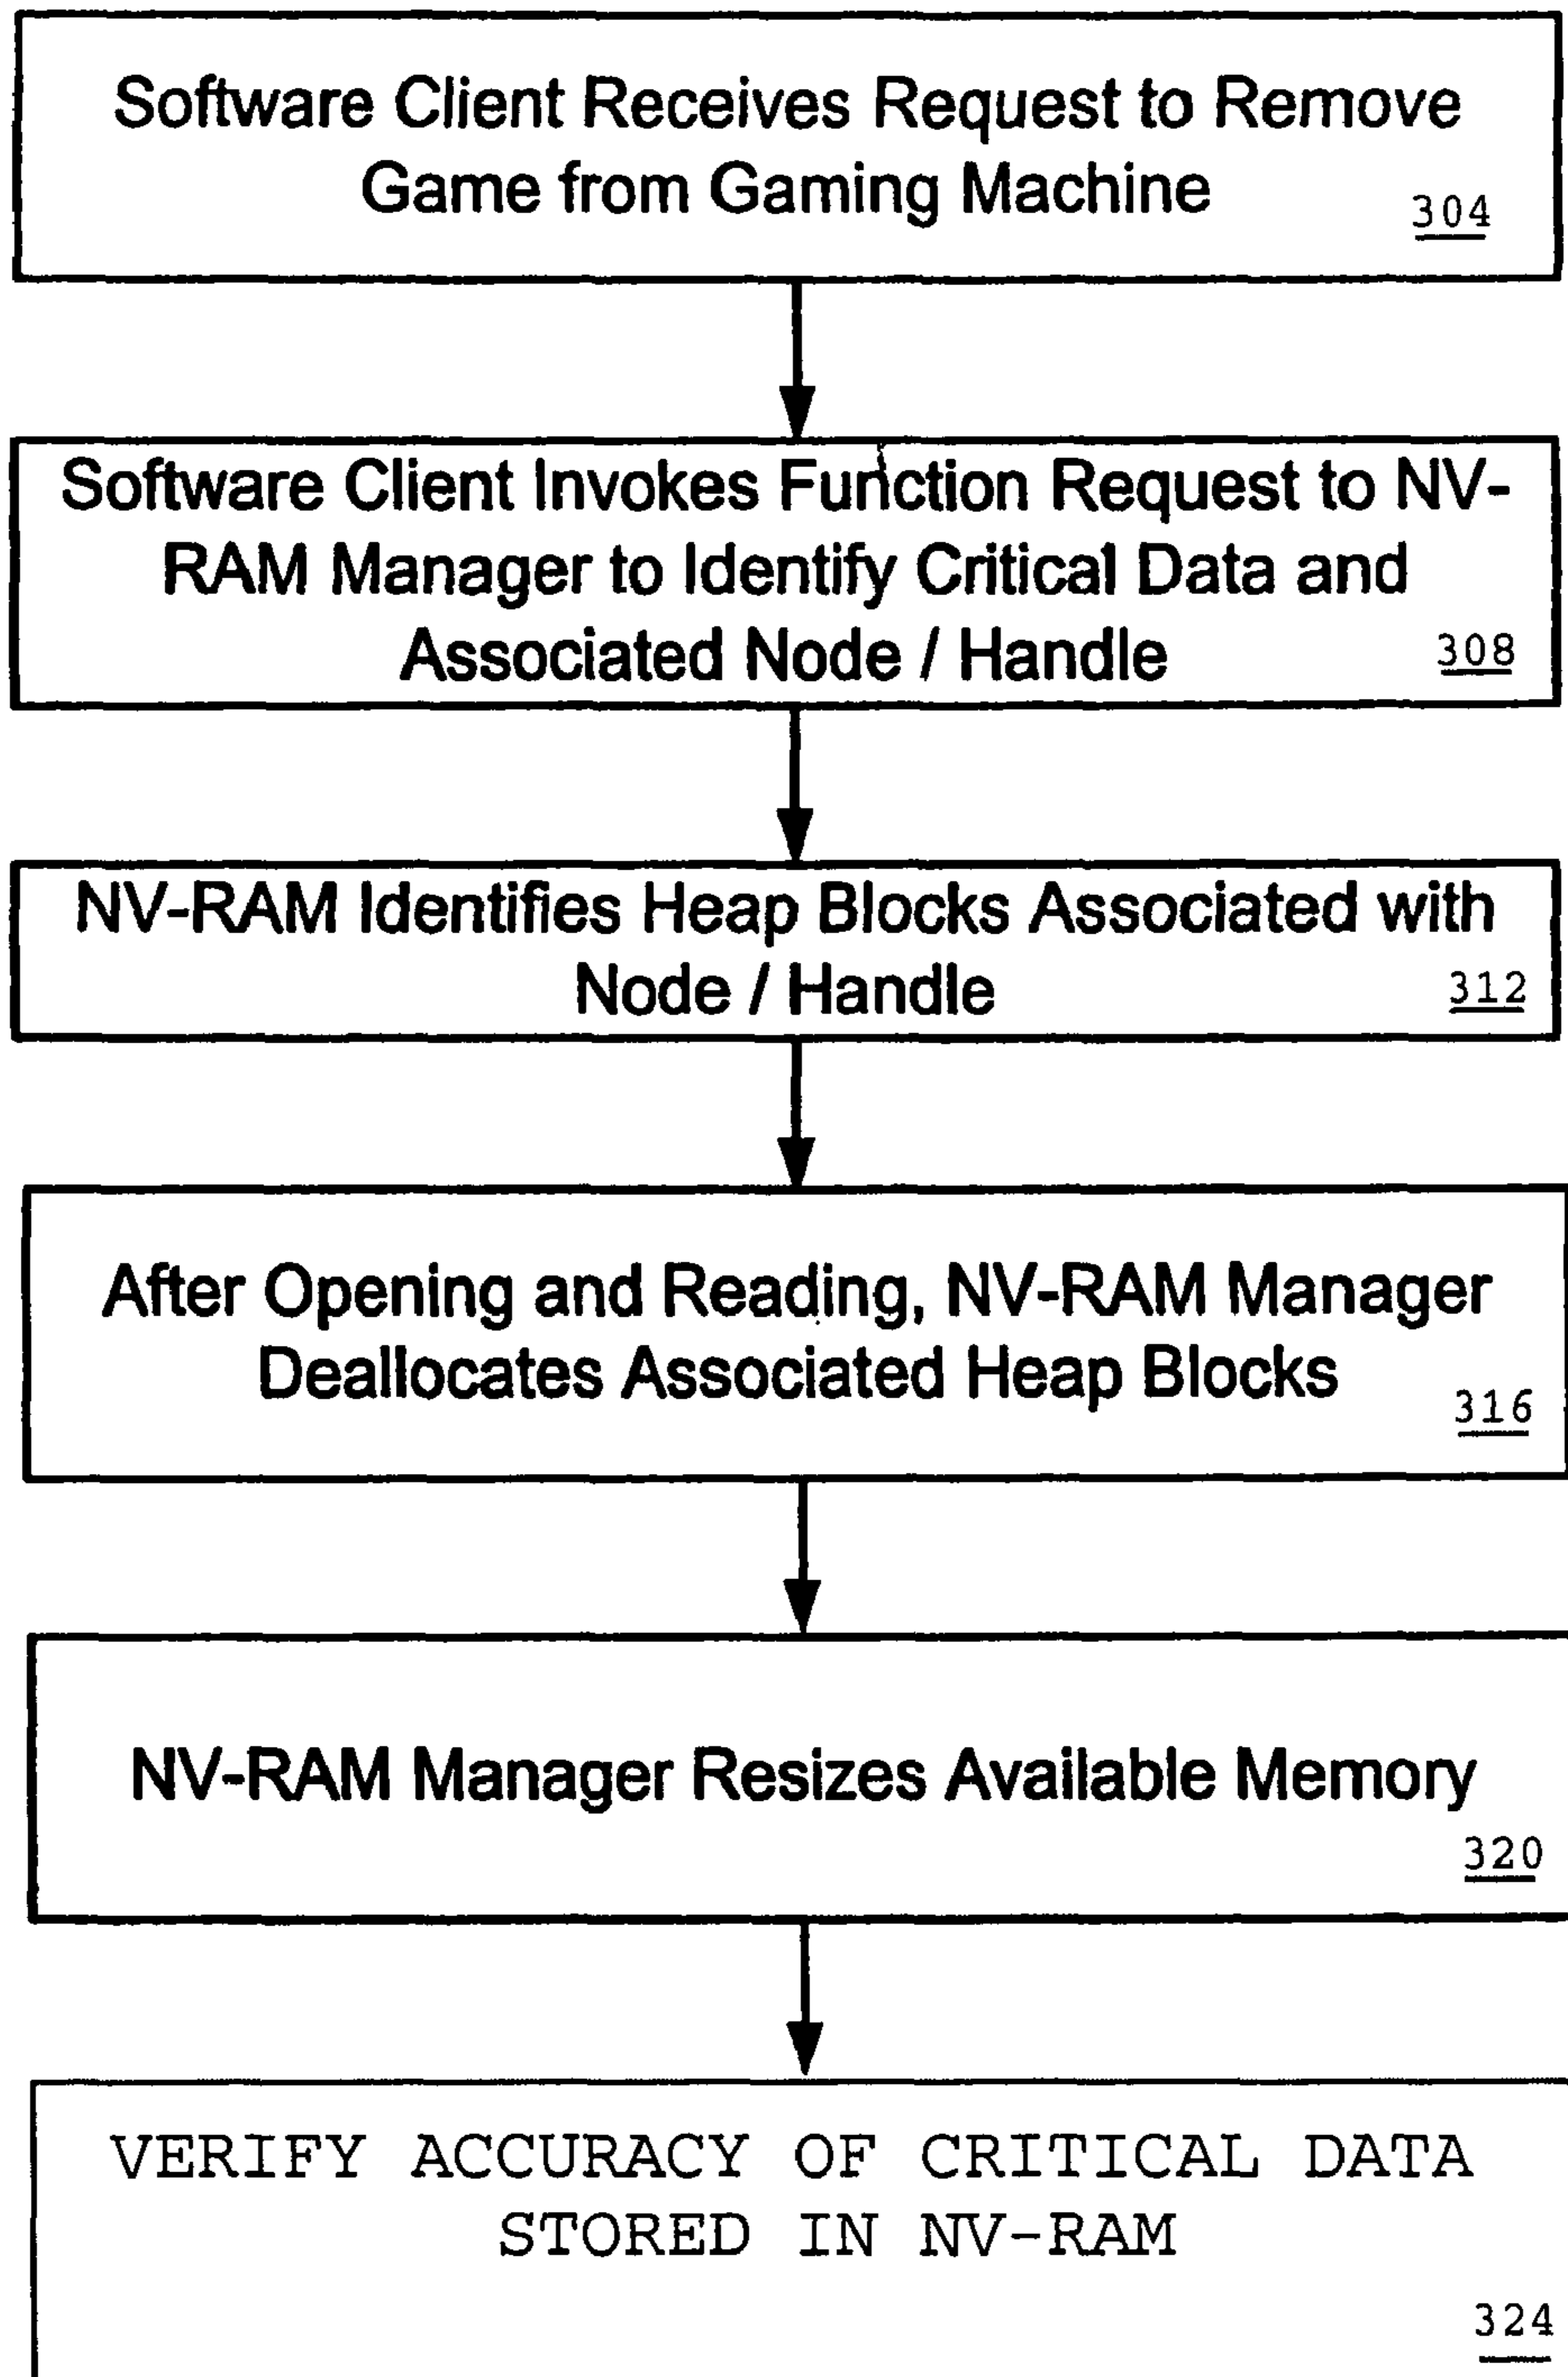 Software Client Receives Request to Remove
Game from Gaming Machine
304
Software Client Invokes Function Request to NV-
RAM Manager to Identify Critical Data and
Associated Node / Handle
308
NV-RAM Identifies Heap Blocks Associated with
Node / Handle
312
After Opening and Reading, NV-RAM Manager
Deallocates Associated Heap Blocks
316
NV-RAM Manager Resizes Available Memory
320
VERIFY ACCURACY OF CRITICAL DATA
STORED IN NV-RAM
324